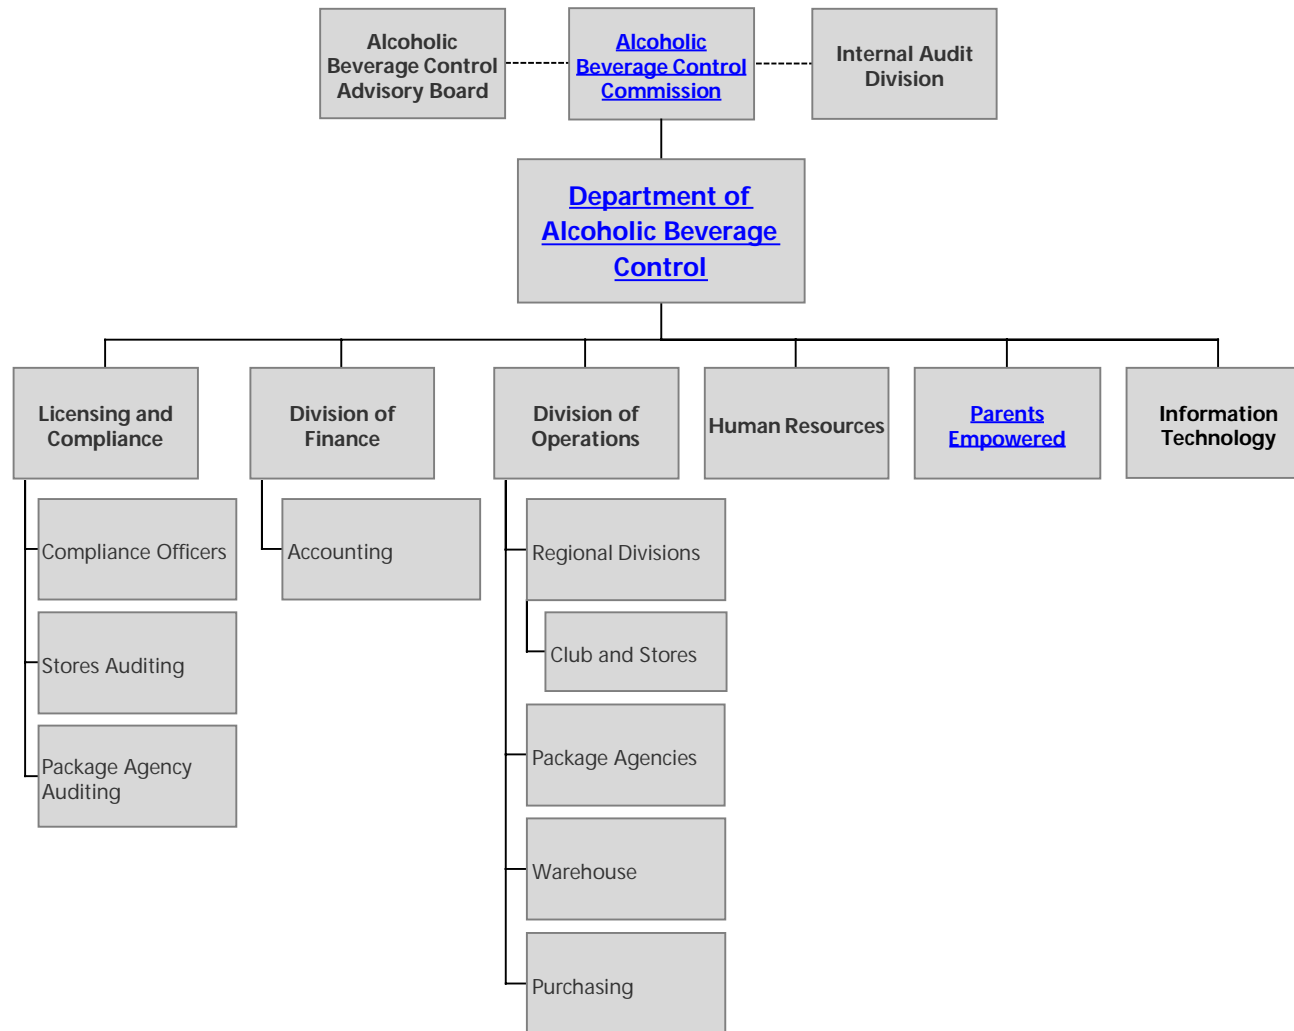 Alcoholic
Beverage Control
Advisory Board
Alcoholic
Beverage Control
Commission
Internal Audit
Division
Department of
Alcoholic Beverage
Control
Licensing and
Compliance
Division of
Finance
Division of
Operations
Human Resources
Parents
Empowered
Information
Technology
Compliance Officers
Accounting
Regional Divisions
Stores Auditing
Club and Stores
Package Agency
Auditing
Package Agencies
Warehouse
Purchasing